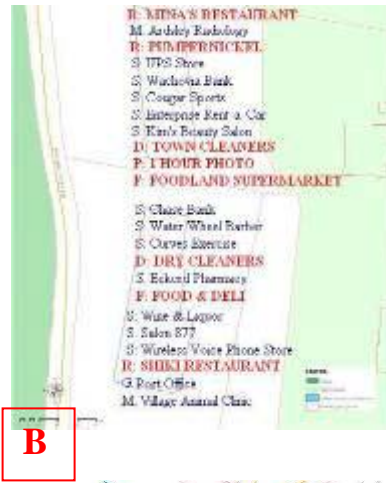 R: MINA'S RESTAURANT
M. Ardsley Radiology
R: PUMPERNICKEL
S: UPS Store
S: Wachovia Bank
S: Cougar Sports
S: Enterprise Rent a Car
S: Kim's Beauty Salon
D: TOWN CLEANERS
P: 1 HOUR PHOTO
F: FOODLAND SUPERMARKET
S: Chase Bank
S: Water Wheel Barber
S: Curves Exercise
D: DRY CLEANERS
S: Eckerd Pharmacy
F: FOOD & DELI
S: Wine & Liquor
S: Salon 877
S: Wireless Voice Phone Store
R: SHIKI RESTAURANT
G. Post Office
M. Village Animal Clinic
B